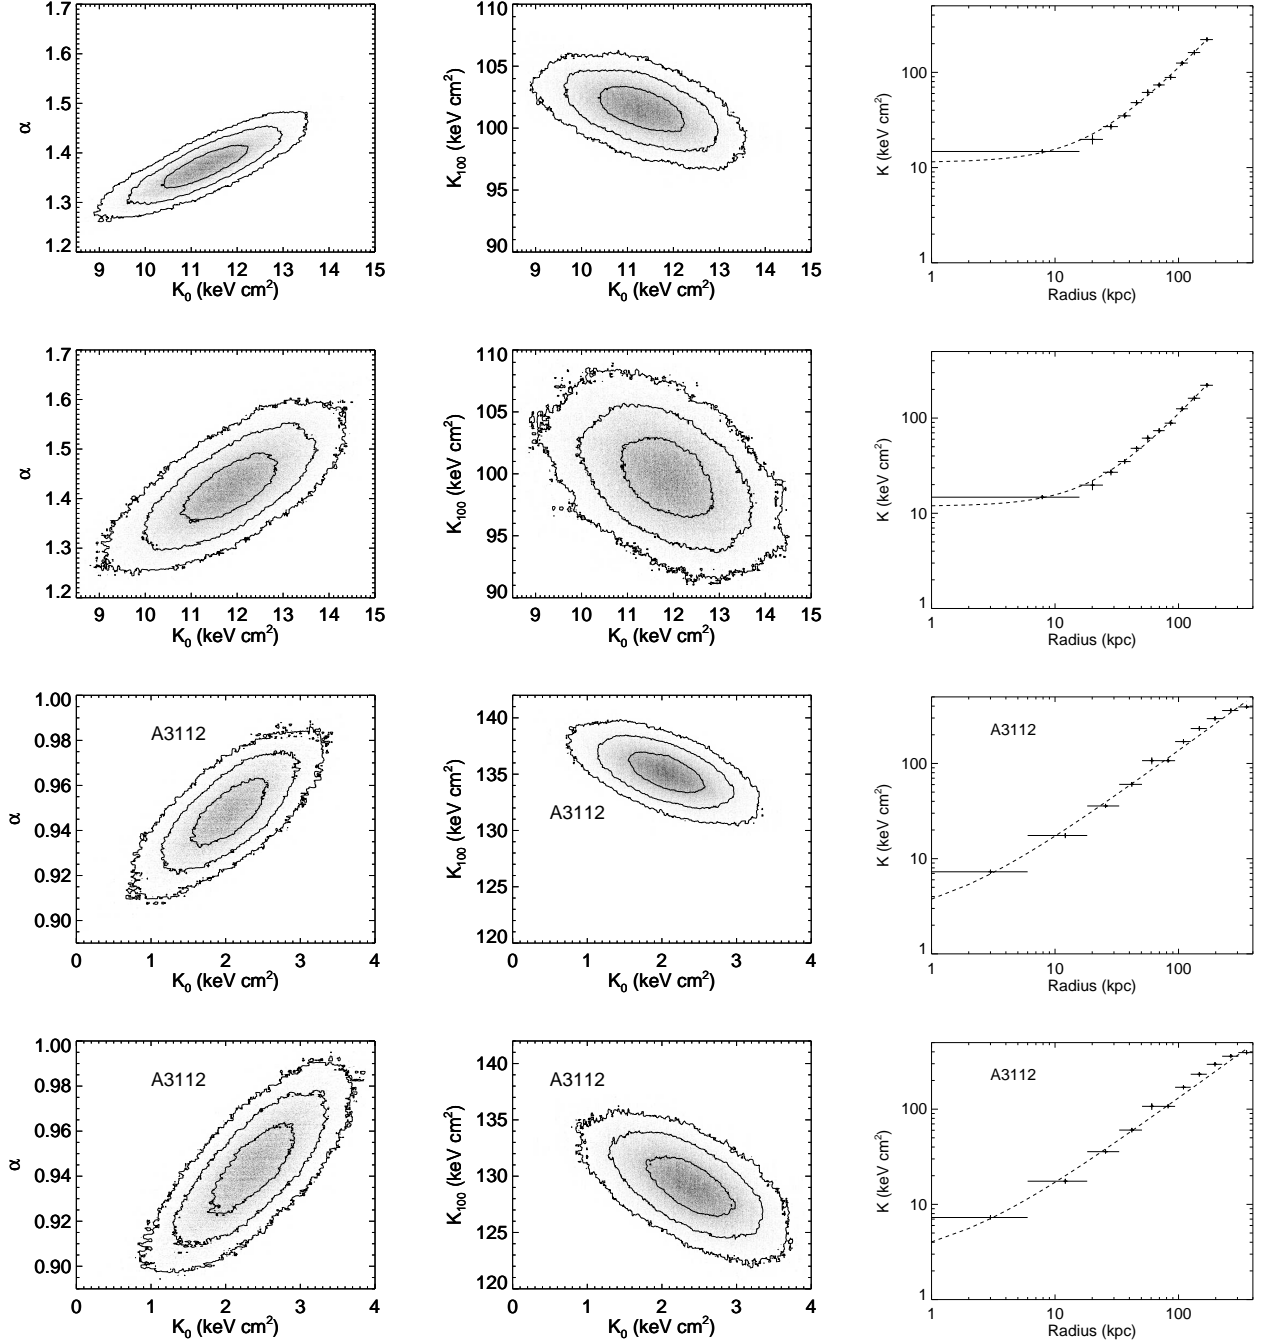 1.7
1.6
1.5
1.4
1.3
1.2
α
9 10 11 12 13 14 15
K0 (keV cm2)
110
105
100
95
90
K100 (keV cm2)
9 10 11 12 13 14 15
K0 (keV cm2)
100
10
1
K (keV cm2)
1 10 100
Radius (kpc)
1.7
1.6
1.5
1.4
1.3
1.2
α
9 10 11 12 13 14 15
K0 (keV cm2)
110
105
100
95
90
K100 (keV cm2)
9 10 11 12 13 14 15
K0 (keV cm2)
100
10
1
K (keV cm2)
1 10 100
Radius (kpc)
1.00
0.98
0.96
0.94
0.92
0.90
α
A3112
0 1 2 3 4
K0 (keV cm2)
140
135
130
125
120
K100 (keV cm2)
A3112
0 1 2 3 4
K0 (keV cm2)
100
10
1
K (keV cm2)
A3112
1 10 100
Radius (kpc)
1.00
0.98
0.96
0.94
0.92
0.90
α
A3112
0 1 2 3 4
K0 (keV cm2)
140
135
130
125
120
K100 (keV cm2)
A3112
0 1 2 3 4
K0 (keV cm2)
100
10
1
K (keV cm2)
A3112
1 10 100
Radius (kpc)